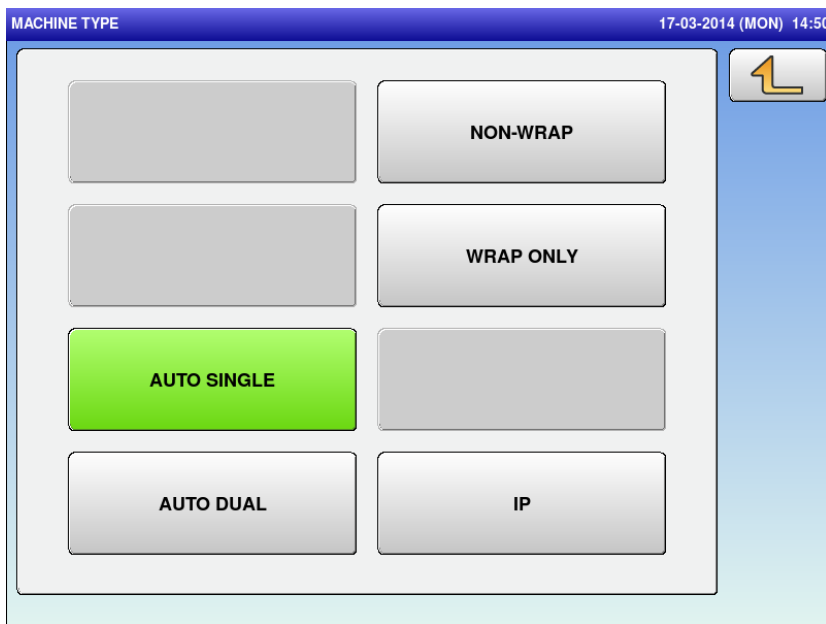 MACHINE TYPE
17-03-2014 (MON) 14:50
NON-WRAP
WRAP ONLY
AUTO SINGLE
AUTO DUAL
IP